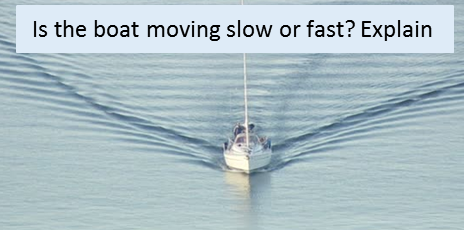 Is the boat moving slow or fast? Explain